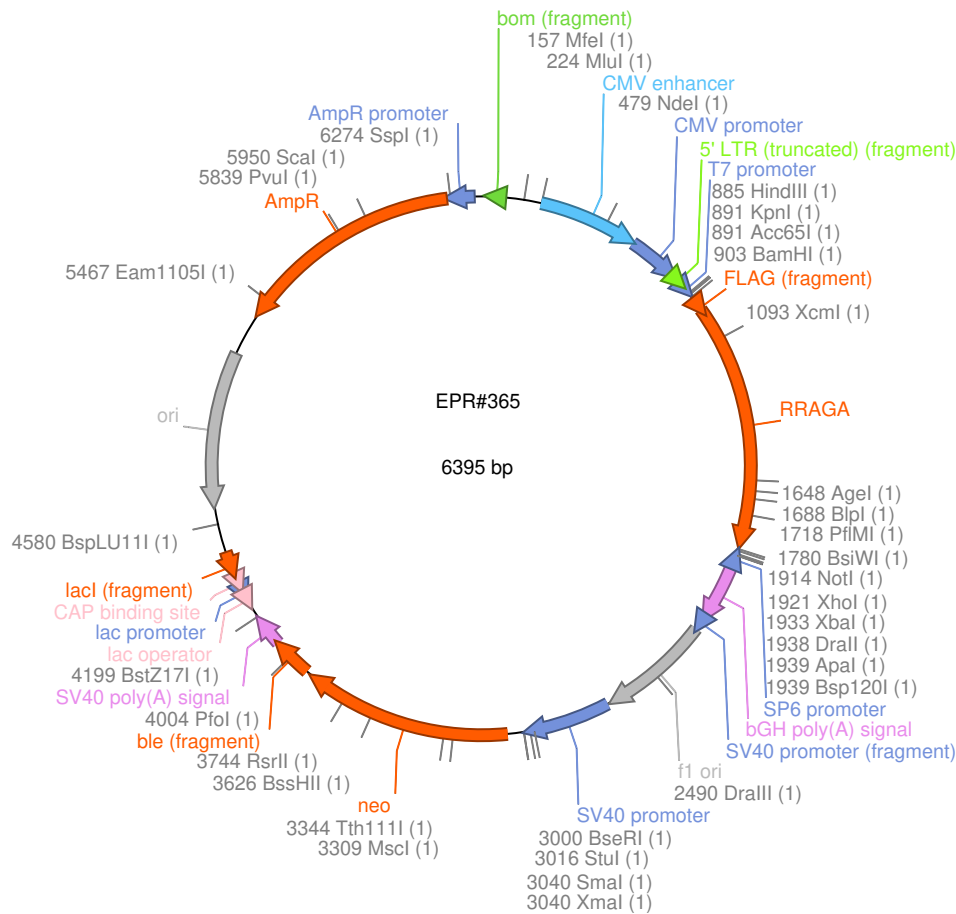 bom (fragment)
157 MfeI (1)
224 MluI (1)
CMV enhancer
479 NdeI (1)
CMV promoter
5' LTR (truncated) (fragment)
T7 promoter
885 HindIII (1)
891 KpnI (1)
891 Acc65I (1)
903 BamHI (1)
FLAG (fragment)
1093 XcmI (1)
RRAGA
1648 AgeI (1)
1688 BlpI (1)
1718 PflMI (1)
1780 BsiWI (1)
1914 NotI (1)
1921 XhoI (1)
1933 XbaI (1)
1938 DraII (1)
1939 ApaI (1)
1939 Bsp120I (1)
SP6 promoter
bGH poly(A) signal
SV40 promoter (fragment)
f1 ori
2490 DraIII (1)
SV40 promoter
3000 BseRI (1)
3016 StuI (1)
3040 SmaI (1)
3040 XmaI (1)
3309 MscI (1)
3344 Tth111I (1)
neo
3626 BssHII (1)
3744 RsrII (1)
ble (fragment)
4004 PfoI (1)
SV40 poly(A) signal
4199 BstZ17I (1)
lac operator
lac promoter
CAP binding site
lacI (fragment)
4580 BspLU11I (1)
ori
5467 Eam1105I (1)
AmpR
5839 PvuI (1)
5950 ScaI (1)
6274 SspI (1)
AmpR promoter
EPR#365
6395 bp